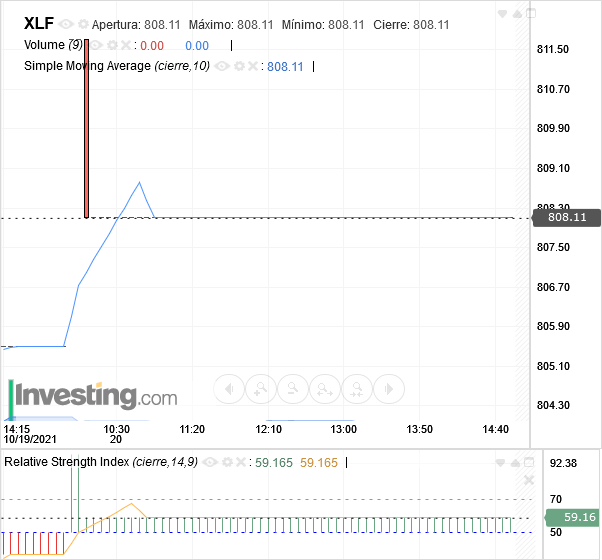 XLF Apertura: 808.11 Máximo: 808.11 Mínimo: 808.11 Cierre: 808.11
Volume (9) : 0.00 0.00
Simple Moving Average (cierre,10) : 808.11
811.50
810.70
809.90
809.10
808.30
808.11
807.50
806.70
805.90
805.10
804.30
Investing.com
14:15 10:30 11:20 12:10 13:00 13:50 14:40
10/19/2021 20
Relative Strength Index (cierre,14,9) : 59.165 59.165
92.38
70
59.16
50